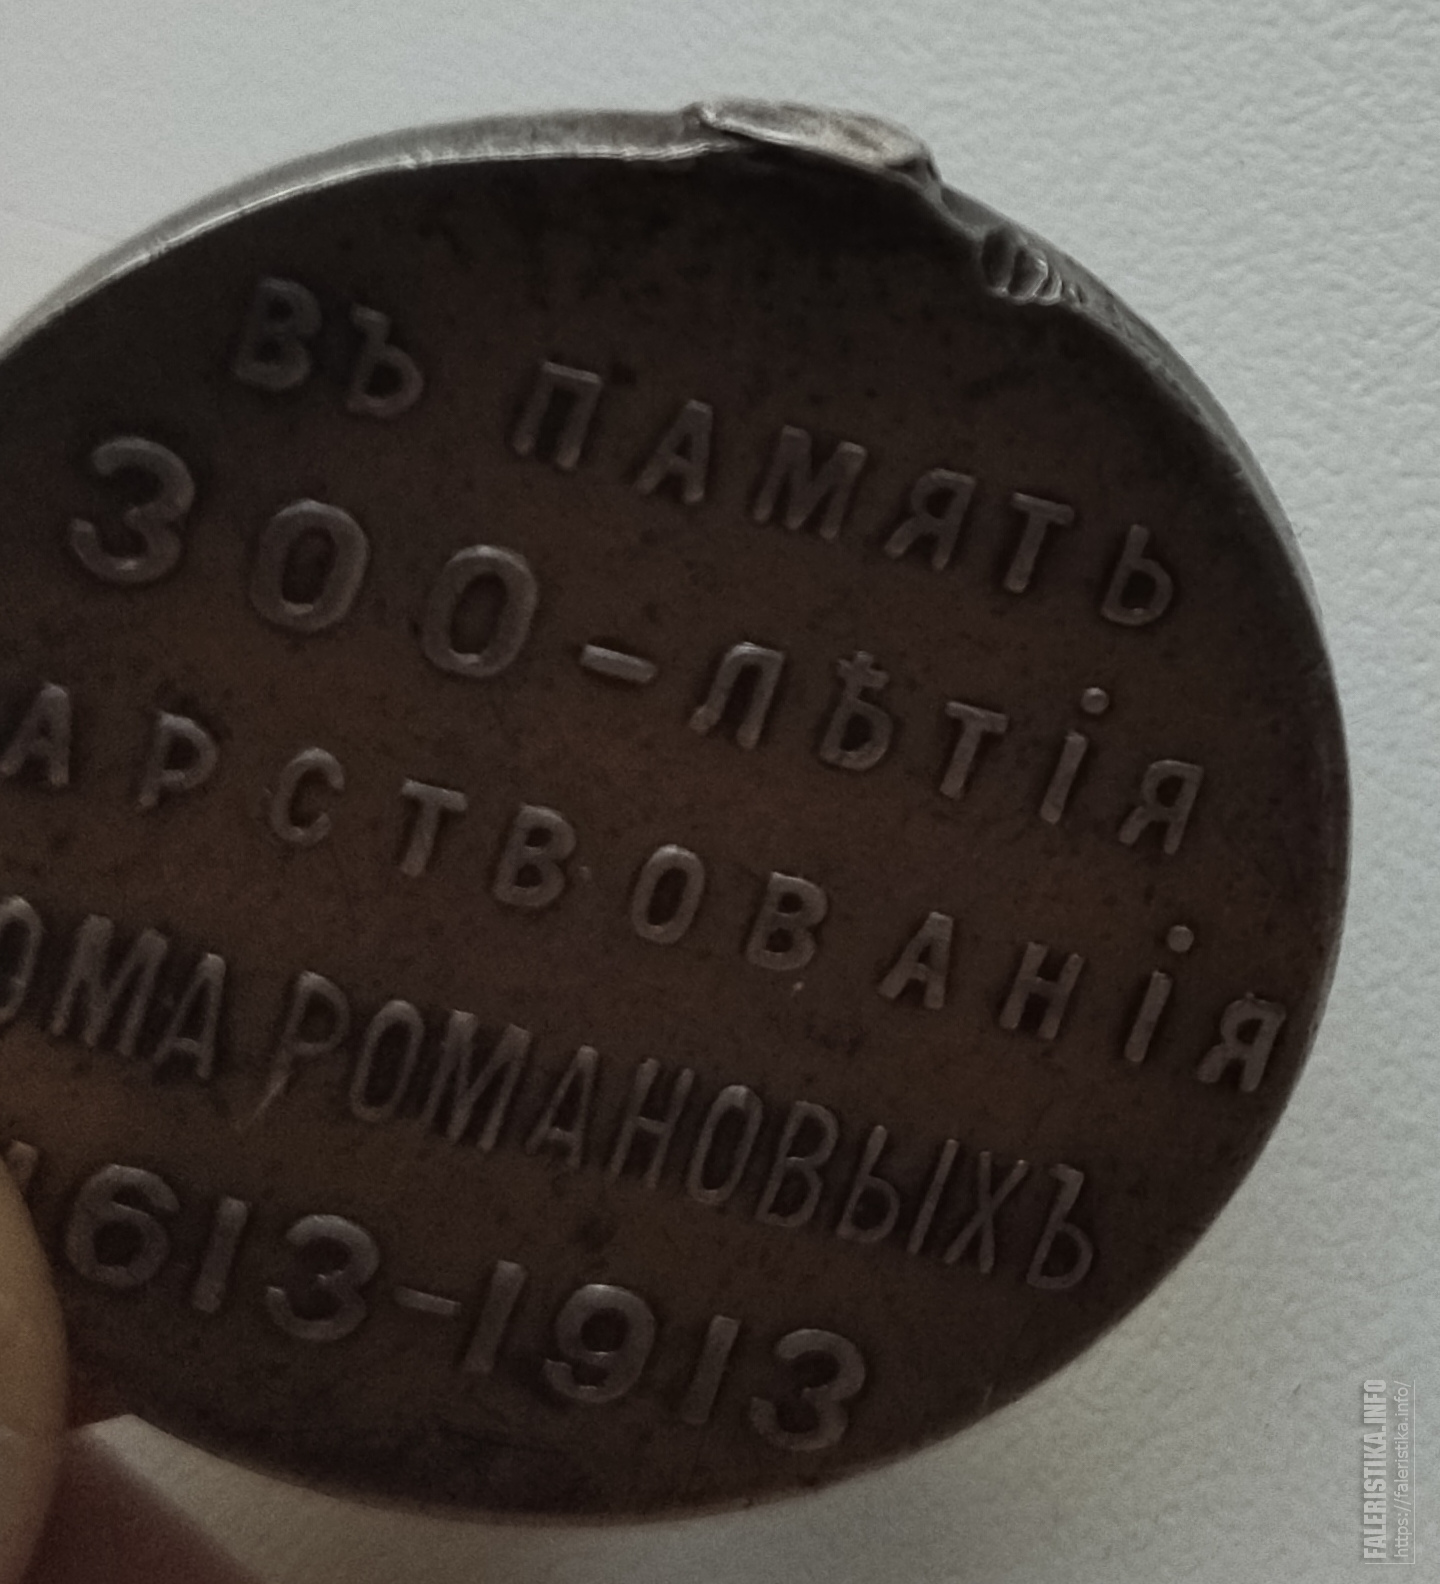 ВЪ ПАМЯТЬ
300-ЛѢТІЯ
АРСТВОВАНІЯ
ОМА РОМАНОВЫХЪ
1613-1913
FALERISTIKA.INFO
https://faleristika.info/